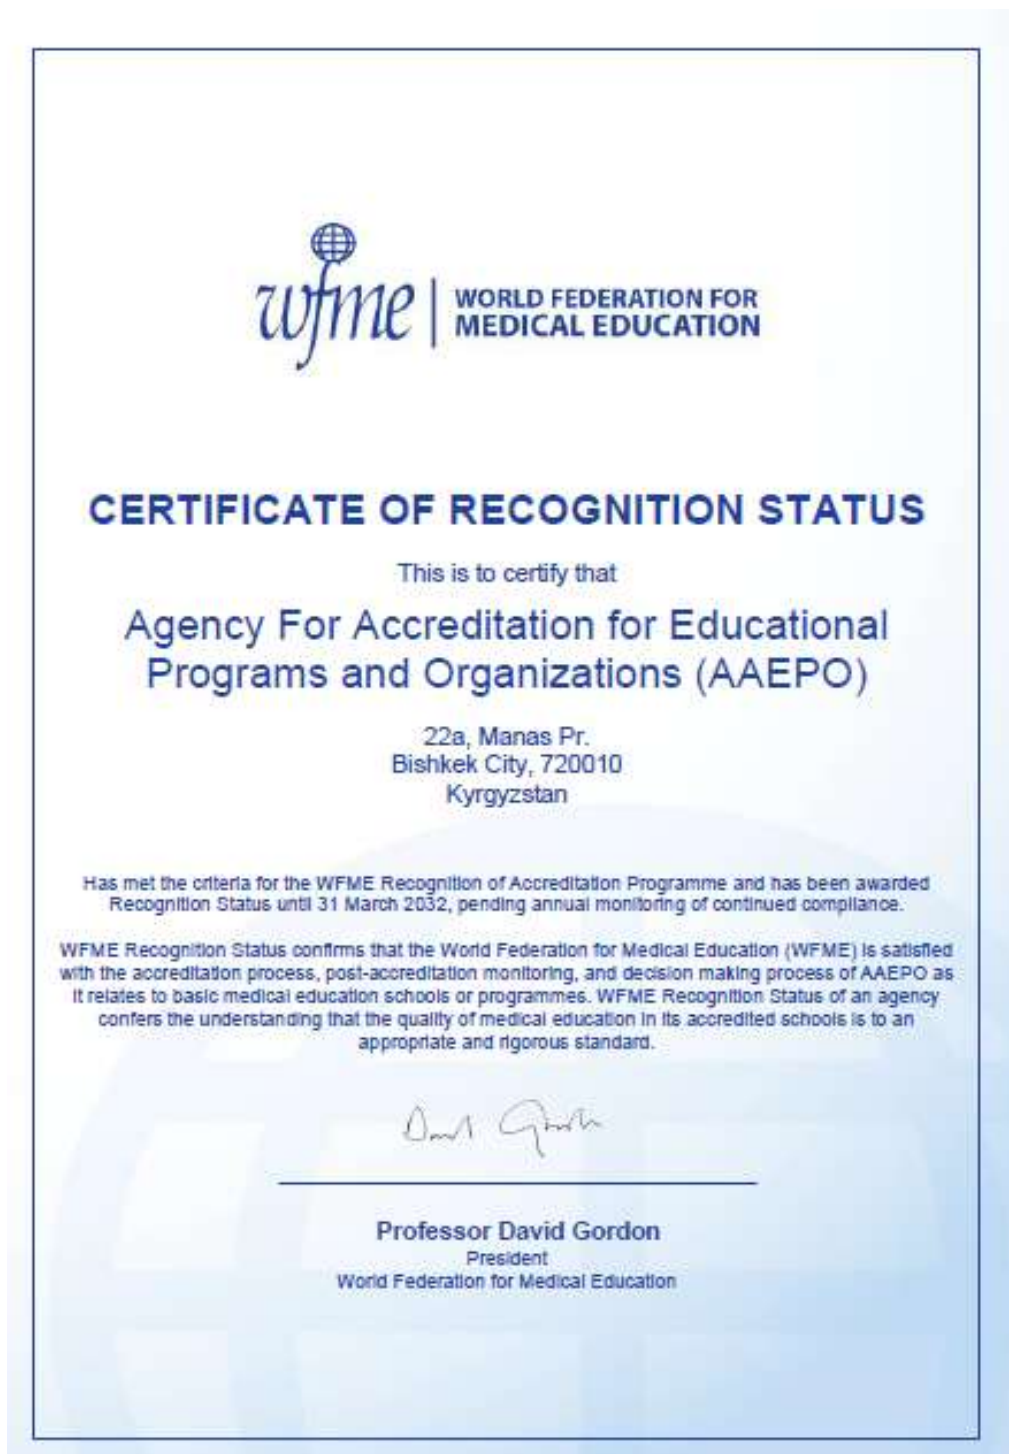 wfme
WORLD FEDERATION FOR
MEDICAL EDUCATION
CERTIFICATE OF RECOGNITION STATUS
This is to certify that
Agency For Accreditation for Educational
Programs and Organizations (AAEPO)
22a, Manas Pr.
Bishkek City, 720010
Kyrgyzstan
Has met the criteria for the WFME Recognition of Accreditation Programme and has been awarded
Recognition Status until 31 March 2032, pending annual monitoring of continued compliance.
WFME Recognition Status confirms that the World Federation for Medical Education (WFME) is satisfied
with the accreditation process, post-accreditation monitoring, and decision making process of AAEPO as
it relates to basic medical education schools or programmes. WFME Recognition Status of an agency
confers the understanding that the quality of medical education in its accredited schools is to an
appropriate and rigorous standard.
Professor David Gordon
President
World Federation for Medical Education